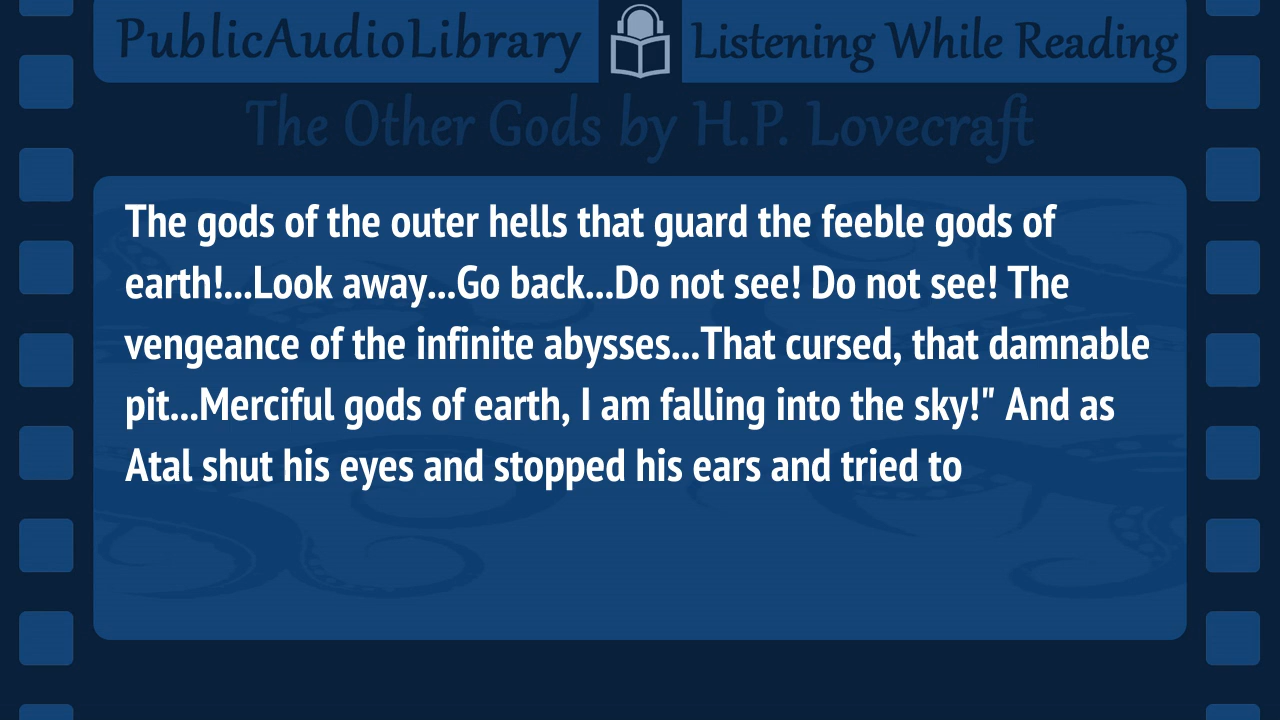 PublicAudioLibrary
Listening While Reading
The Other Gods by H.P. Lovecraft
The gods of the outer hells that guard the feeble gods of
earth!...Look away...Go back...Do not see! Do not see! The
vengeance of the infinite abysses...That cursed, that damnable
pit...Merciful gods of earth, I am falling into the sky!" And as
Atal shut his eyes and stopped his ears and tried to